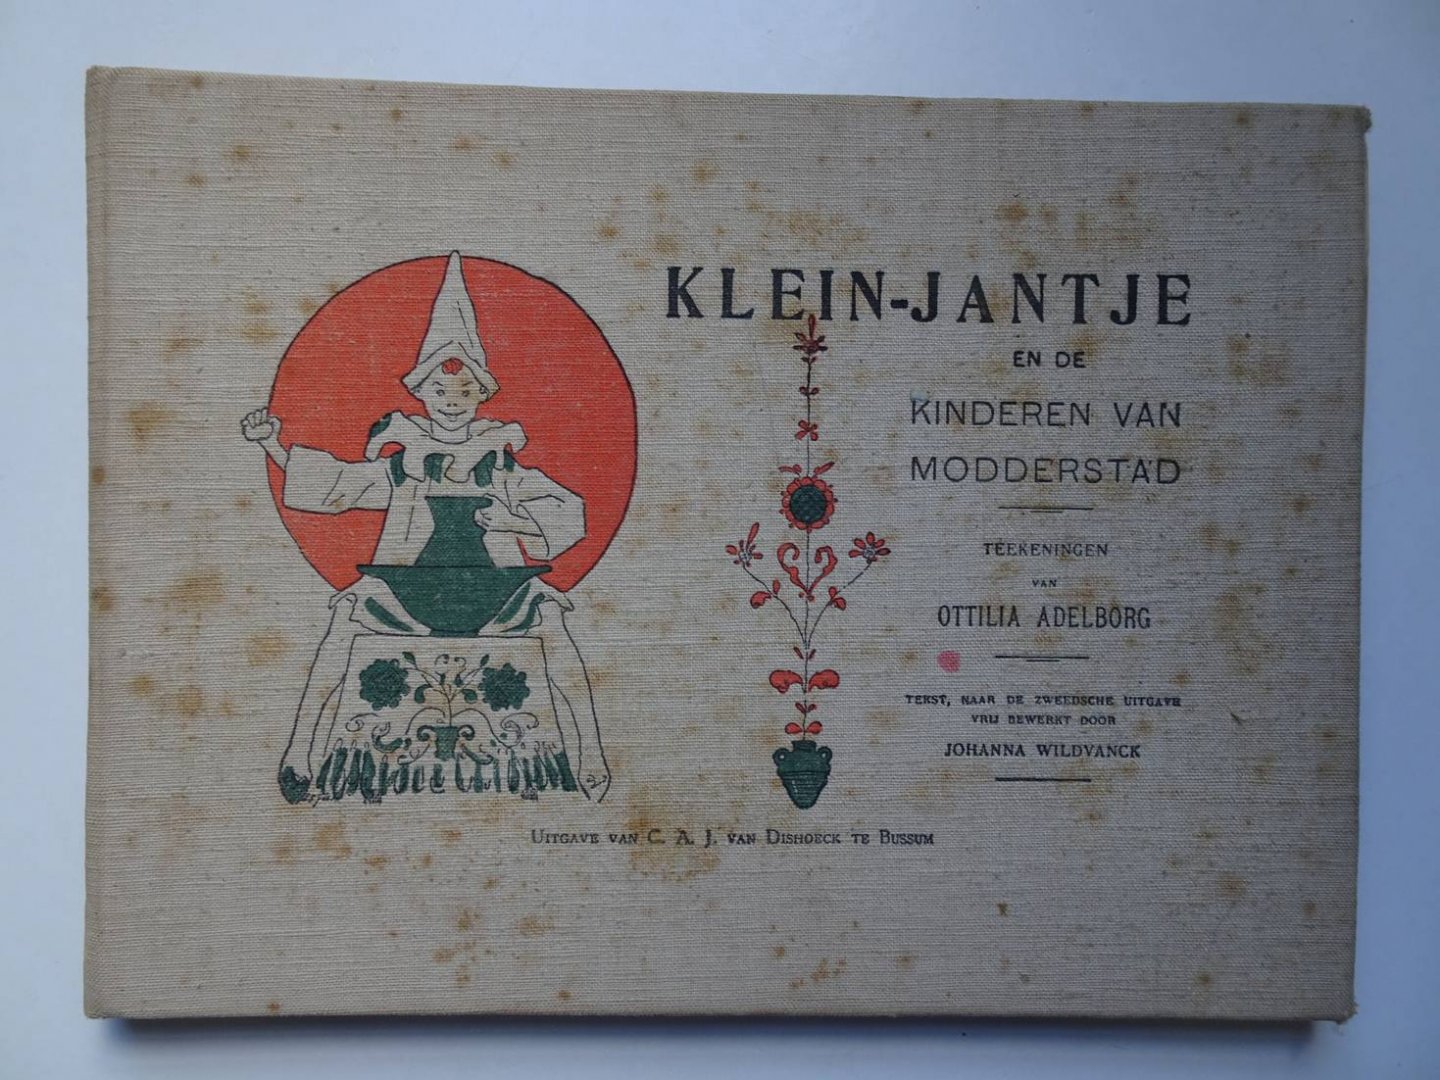 KLEIN-JANTJE
EN DE
KINDEREN VAN
MODDERSTAD
TEEKENINGEN
VAN
OTTILIA ADELBORG
TEKST, NAAR DE ZWEEDSCHE UITGAVE
VRIJ BEWERKT DOOR
JOHANNA WILDVANCK
UITGAVE VAN C. A. J. VAN DISHOECK TE BUSSUM